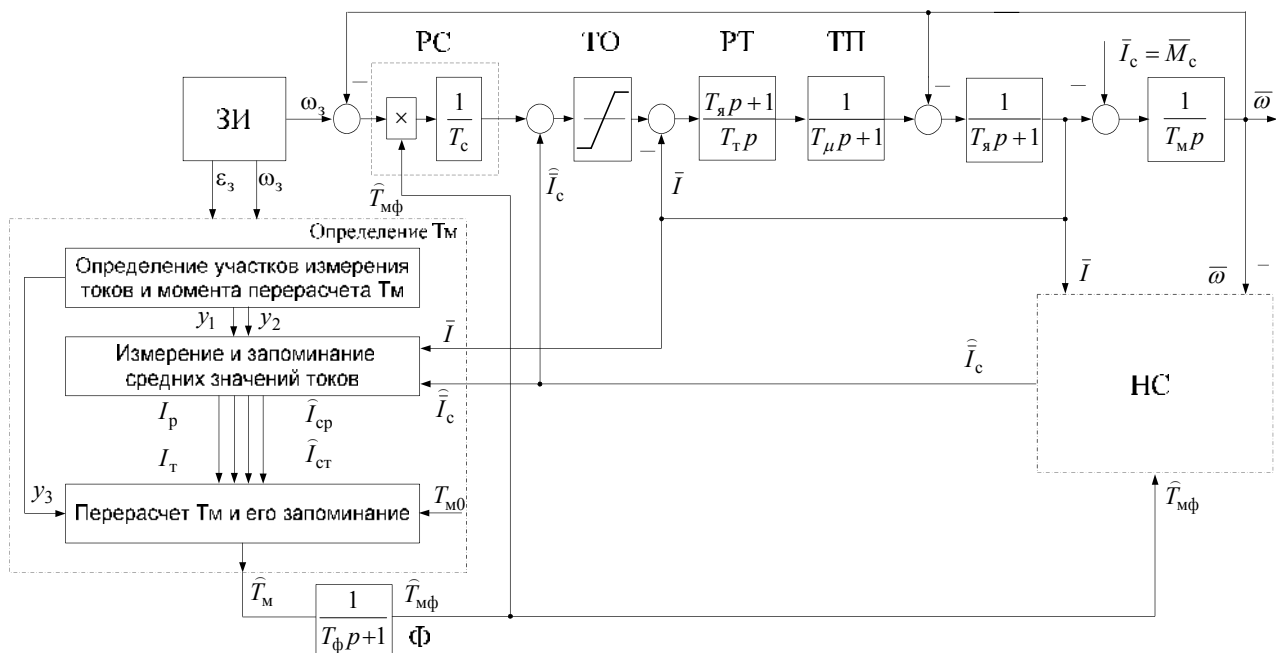 РС
ТО
РТ
ТП
ЗИ
ω_з
−
×
1
T_с
T_я p+1
T_т p
1
T_μ p+1
−
1
T_я p+1
−
Ī_с = M̄_с
1
T_м p
ω̄
−
ε_з
ω_з
T̂_мф
Î̄_с
Ī
Определение Тм
Определение участков измерения
токов и момента перерасчета Тм
y_1
y_2
Ī
Измерение и запоминание
средних значений токов
Î̄_с
Î̄_с
Ī
ω̄
−
НС
I_р
Î_ср
I_т
Î_ст
y_3
Перерасчет Тм и его запоминание
T_м0
T̂_мф
T̂_м
1
T_ф p+1
T̂_мф
Ф